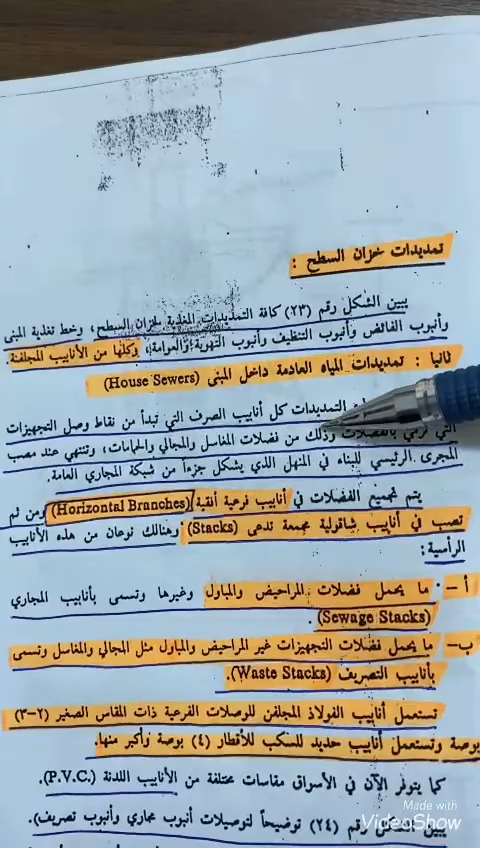 تمديدات خزان السطح :
يبين الشكل رقم (٢٣) كافة التمديدات المغذية لخزان السطح، وخط تغذية المبنى
وأنبوب الفائض وأنبوب التنظيف وأنبوب التهوية والعوامة، وكلها من الأنابيب المجلفنة.
ثانيا : تمديدات المياه العادمة داخل المبنى (House Sewers)
التمديدات كل أنابيب الصرف التي تبدأ من نقاط وصل التجهيزات
التي ترمي بالفضلات وذلك من فضلات المغاسل والمجالي والحمامات، وتنتهي عند مصب
المجرى الرئيسي للبناء في المنهل الذي يشكل جزءاً من شبكة المجاري العامة.
يتم تجميع الفضلات في أنابيب فرعية أفقية (Horizontal Branches) ومن ثم
تصب في أنابيب شاقولية مجمعة تدعى (Stacks) وهنالك نوعان من هذه الأنابيب
الرأسية :
أ – ما يحمل فضلات المراحيض والمباول وغيرها وتسمى بأنابيب المجاري
(Sewage Stacks) .
ب– ما يحمل فضلات التجهيزات غير المراحيض والمباول مثل المجالي والمغاسل وتسمى
بأنابيب التصريف (Waste Stacks).
تستعمل أنابيب الفولاذ المجلفن للوصلات الفرعية ذات المقاس الصغير (٢-٣)
بوصة وتستعمل أنابيب حديد للسكب للأقطار (٤) بوصة وأكبر منها.
كما يتوفر الآن في الأسواق مقاسات مختلفة من الأنابيب اللدنة (P.V.C.).
يبين الشكل رقم (٢٤) توضيحاً لتوصيلات أنبوب مجاري وأنبوب تصريف).
Made with
VideoShow